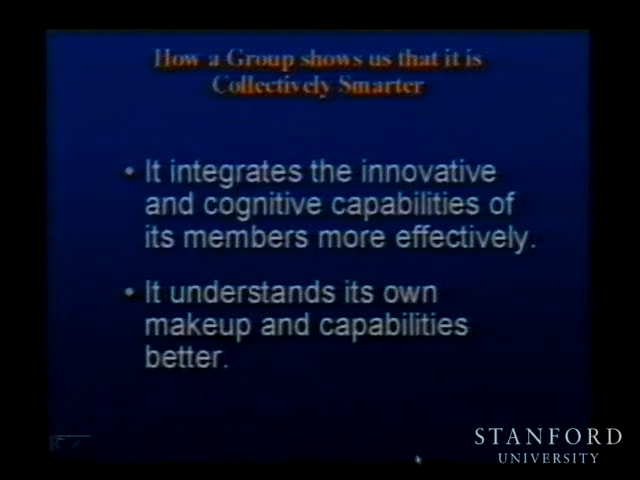 How a Group shows us that it is
Collectively Smarter
• It integrates the innovative
and cognitive capabilities of
its members more effectively.
• It understands its own
makeup and capabilities
better.
STANFORD
UNIVERSITY